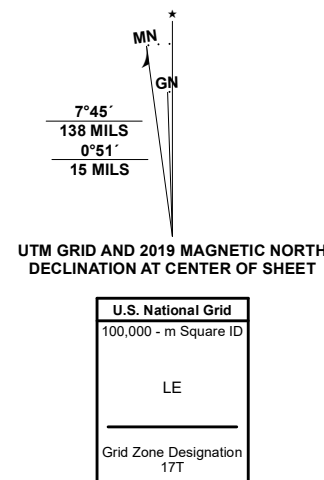 ★
MN
GN
7°45´
138 MILS
0°51´
15 MILS
UTM GRID AND 2019 MAGNETIC NORTH
DECLINATION AT CENTER OF SHEET
U.S. National Grid
100,000 - m Square ID
LE
Grid Zone Designation
17T